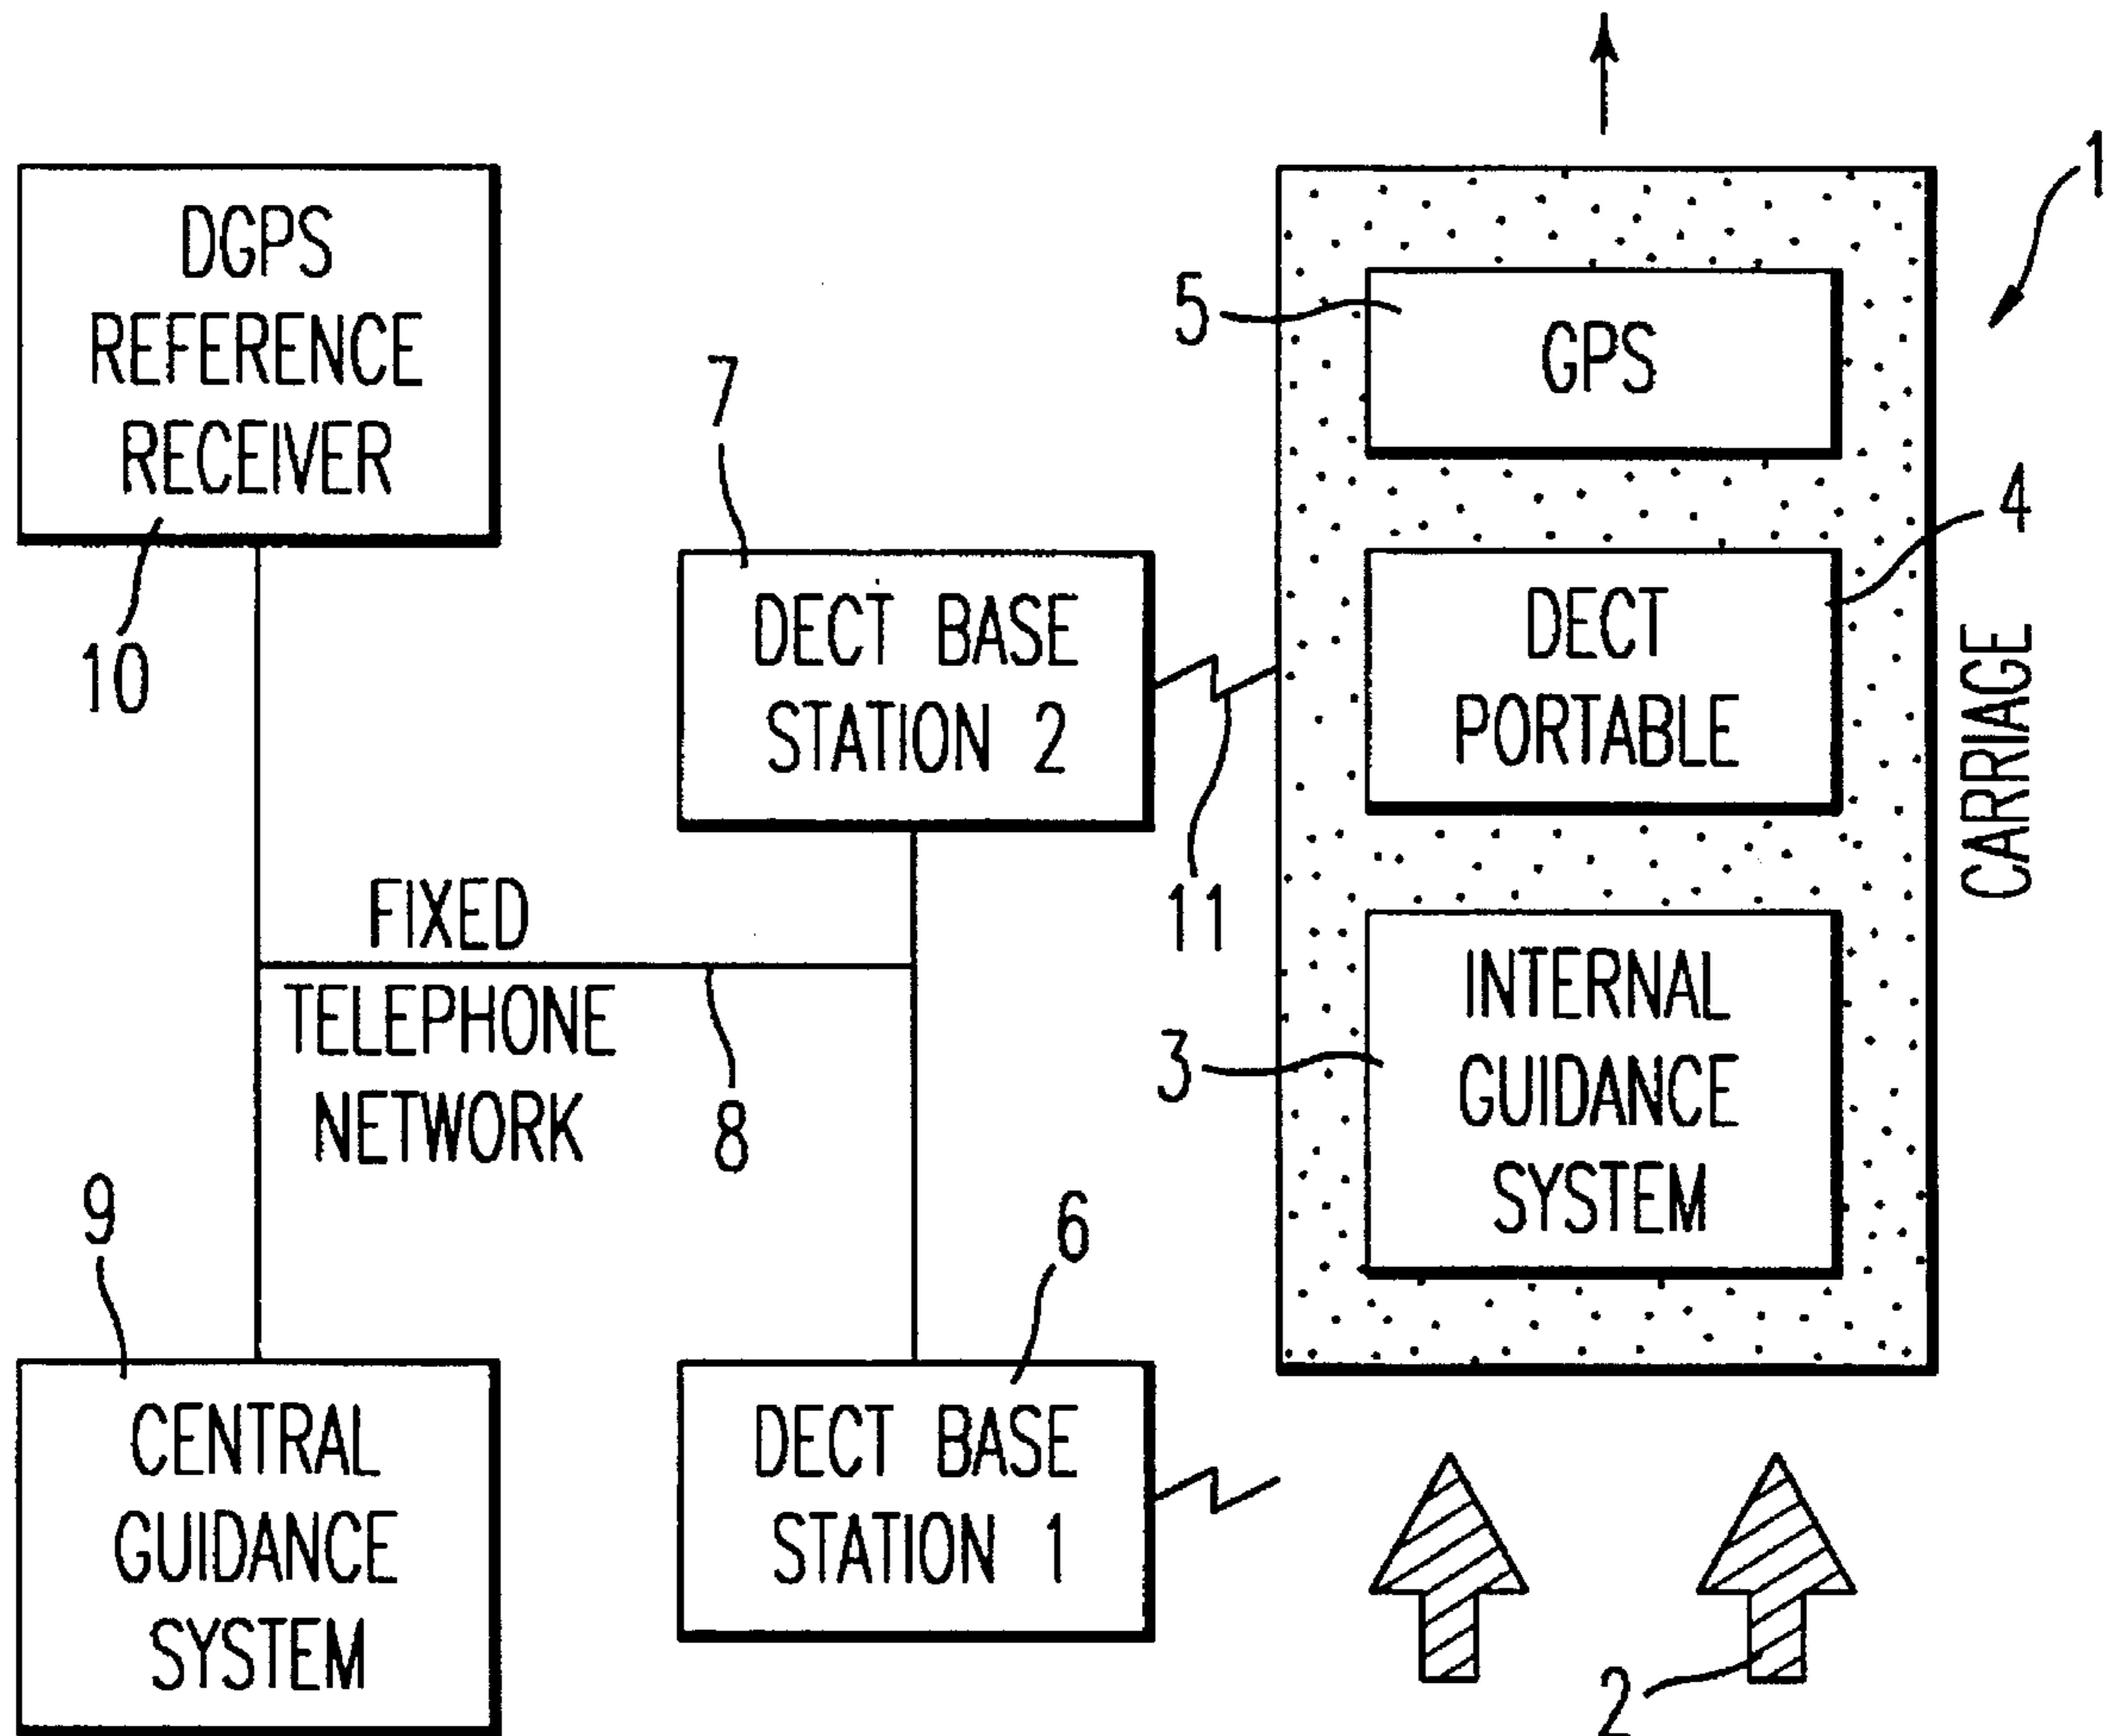 DGPS
REFERENCE
RECEIVER
10
7
DECT BASE
STATION 2
11
FIXED
TELEPHONE
NETWORK
8
9
CENTRAL
GUIDANCE
SYSTEM
6
DECT BASE
STATION 1
1
5
GPS
4
DECT
PORTABLE
CARRIAGE
3
INTERNAL
GUIDANCE
SYSTEM
2